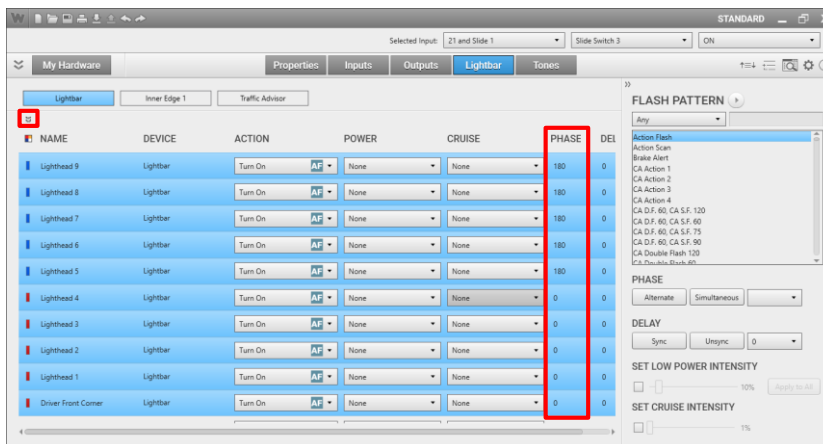 W STANDARD
Selected Input: 21 and Slide 1 Slide Switch 3 ON
My Hardware Properties Inputs Outputs Lightbar Tones
Lightbar Inner Edge 1 Traffic Advisor
NAME DEVICE ACTION POWER CRUISE PHASE DEL
Lighthead 9 Lightbar Turn On AF None None 180 0
Lighthead 8 Lightbar Turn On AF None None 180 0
Lighthead 7 Lightbar Turn On AF None None 180 0
Lighthead 6 Lightbar Turn On AF None None 180 0
Lighthead 5 Lightbar Turn On AF None None 180 0
Lighthead 4 Lightbar Turn On AF None None 0 0
Lighthead 3 Lightbar Turn On AF None None 0 0
Lighthead 2 Lightbar Turn On AF None None 0 0
Lighthead 1 Lightbar Turn On AF None None 0 0
Driver Front Corner Lightbar Turn On AF None None 0 0
FLASH PATTERN
Any
Action Flash
Action Scan
Brake Alert
CA Action 1
CA Action 2
CA Action 3
CA Action 4
CA D.F. 60, CA S.F. 120
CA D.F. 60, CA S.F. 60
CA D.F. 60, CA S.F. 75
CA D.F. 60, CA S.F. 90
CA Double Flash 120
CA Double Flash 60
PHASE
Alternate Simultaneous
DELAY
Sync Unsync 0
SET LOW POWER INTENSITY
10% Apply to All
SET CRUISE INTENSITY
1%